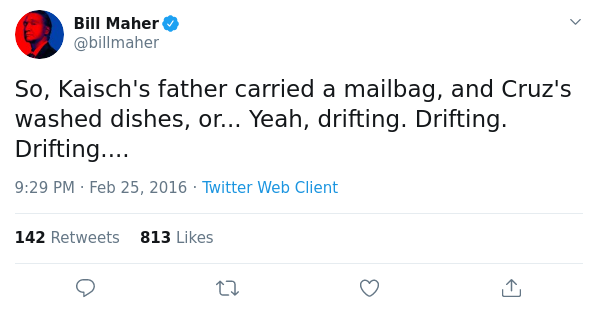 Bill Maher
@billmaher
So, Kaisch's father carried a mailbag, and Cruz's
washed dishes, or... Yeah, drifting. Drifting.
Drifting....
9:29 PM · Feb 25, 2016 · Twitter Web Client
142 Retweets 813 Likes